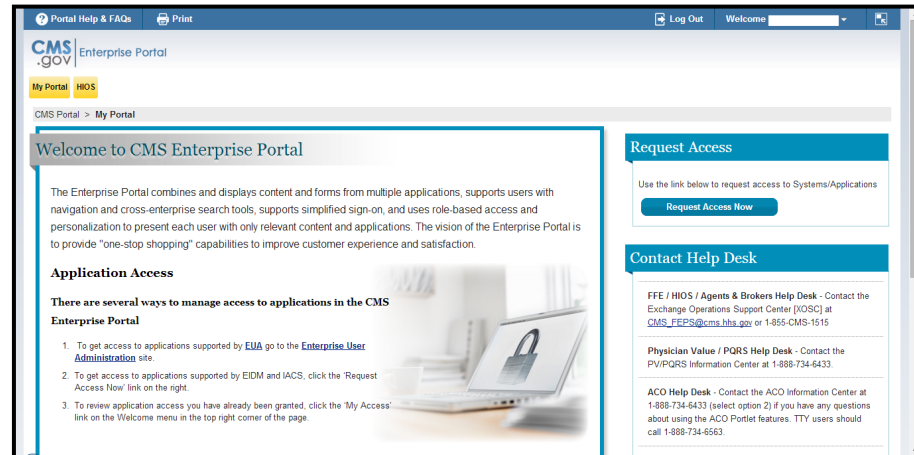 Portal Help & FAQs
Print
Log Out
Welcome
CMS
.gov
Enterprise Portal
My Portal
HIOS
CMS Portal > My Portal
Welcome to CMS Enterprise Portal
The Enterprise Portal combines and displays content and forms from multiple applications, supports users with
navigation and cross-enterprise search tools, supports simplified sign-on, and uses role-based access and
personalization to present each user with only relevant content and applications. The vision of the Enterprise Portal is
to provide "one-stop shopping" capabilities to improve customer experience and satisfaction.
Application Access
There are several ways to manage access to applications in the CMS
Enterprise Portal
1. To get access to applications supported by EUA go to the Enterprise User
Administration site.
2. To get access to applications supported by EIDM and IACS, click the 'Request
Access Now' link on the right.
3. To review application access you have already been granted, click the 'My Access'
link on the Welcome menu in the top right corner of the page.
Request Access
Use the link below to request access to Systems/Applications
Request Access Now
Contact Help Desk
FFE / HIOS / Agents & Brokers Help Desk - Contact the
Exchange Operations Support Center [XOSC] at
CMS_FEPS@cms.hhs.gov or 1-855-CMS-1515
Physician Value / PQRS Help Desk - Contact the
PV/PQRS Information Center at 1-888-734-6433.
ACO Help Desk - Contact the ACO Information Center at
1-888-734-6433 (select option 2) if you have any questions
about using the ACO Portlet features. TTY users should
call 1-888-734-6563.